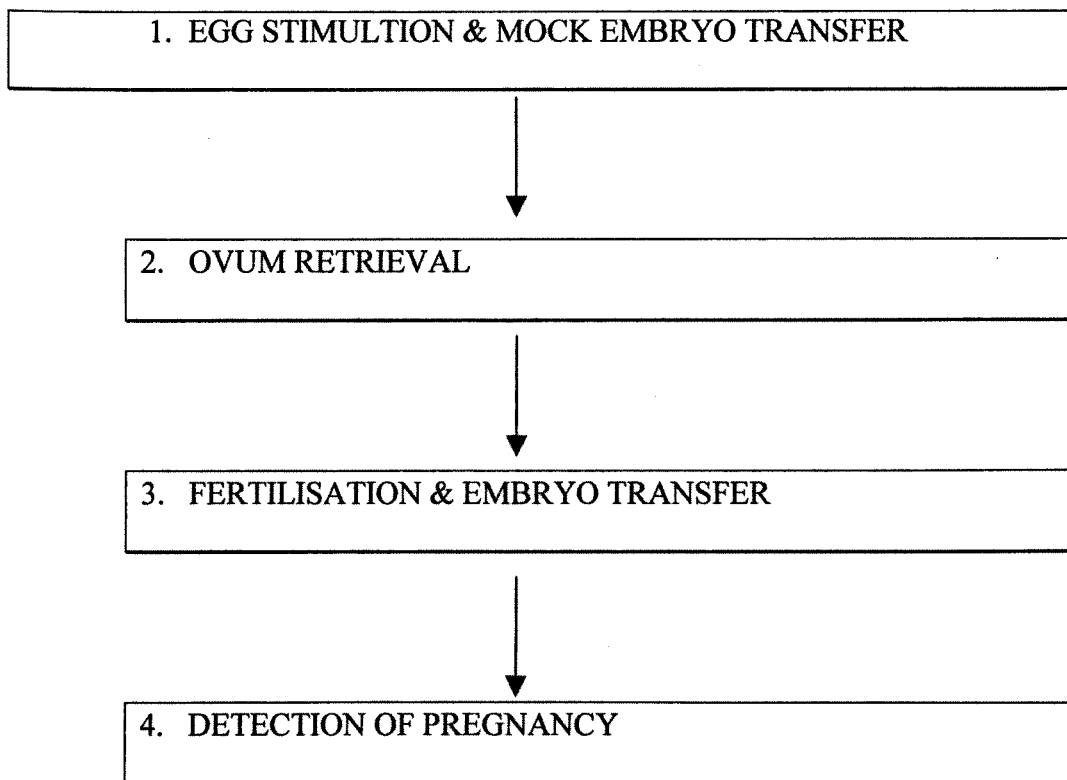 1. EGG STIMULTION & MOCK EMBRYO TRANSFER
2. OVUM RETRIEVAL
3. FERTILISATION & EMBRYO TRANSFER
4. DETECTION OF PREGNANCY